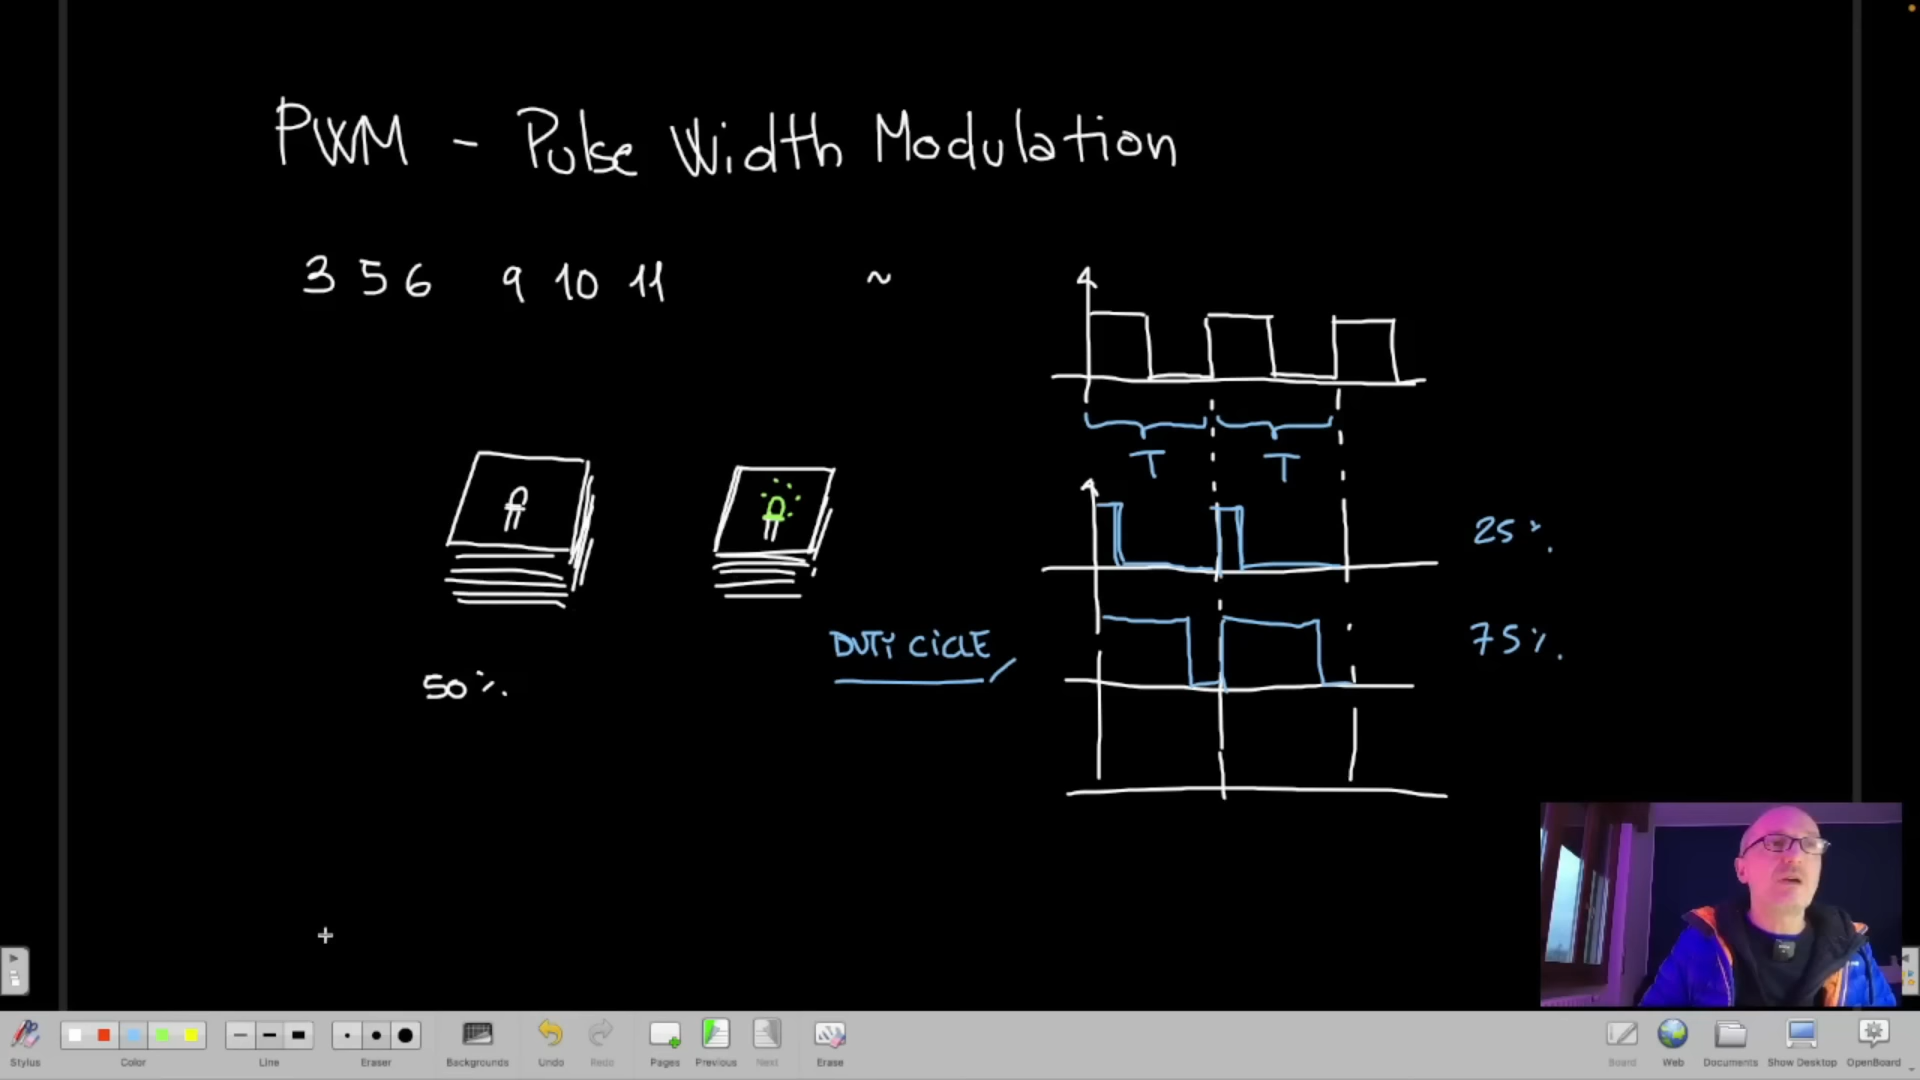 PWM - Pulse Width Modulation
3 5 6 9 10 11 ~
T T
25%
DUTY CICLE
75%
50%
Stylus Color Line Eraser Backgrounds Undo Redo Pages Previous Next Erase Board Web Documents Show Desktop OpenBoard